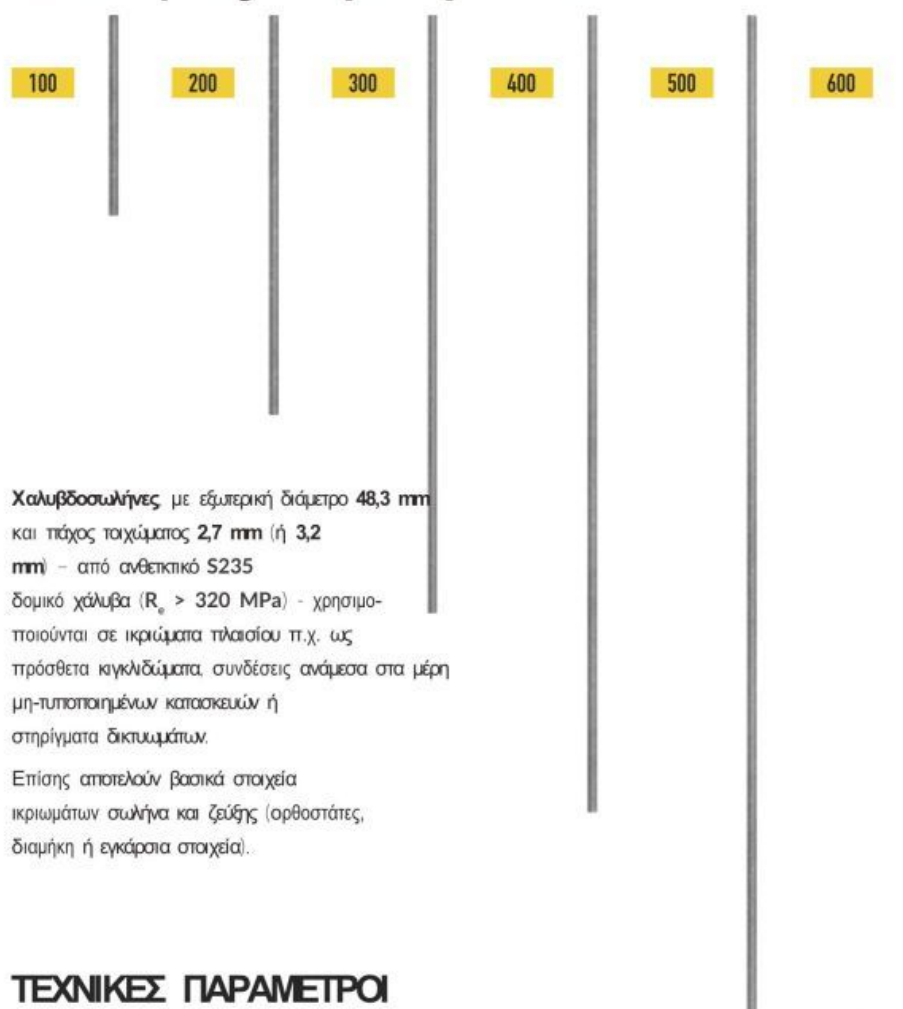 100 200 300 400 500 600
Χαλυβδοσωλήνες με εξωτερική διάμετρο 48,3 mm
και πάχος τοιχώματος 2,7 mm (ή 3,2
mm) – από ανθεκτικό S235
δομικό χάλυβα (Re > 320 MPa) - χρησιμο-
ποιούνται σε ικριώματα πλαισίου π.χ. ως
πρόσθετα κιγκλιδώματα, συνδέσεις ανάμεσα στα μέρη
μη-τυποποιημένων κατασκευών ή
στηρίγματα δικτυωμάτων.
Επίσης αποτελούν βασικά στοιχεία
ικριωμάτων σωλήνα και ζεύξης (ορθοστάτες,
διαμήκη ή εγκάρσια στοιχεία).
ΤΕΧΝΙΚΕΣ ΠΑΡΑΜΕΤΡΟΙ